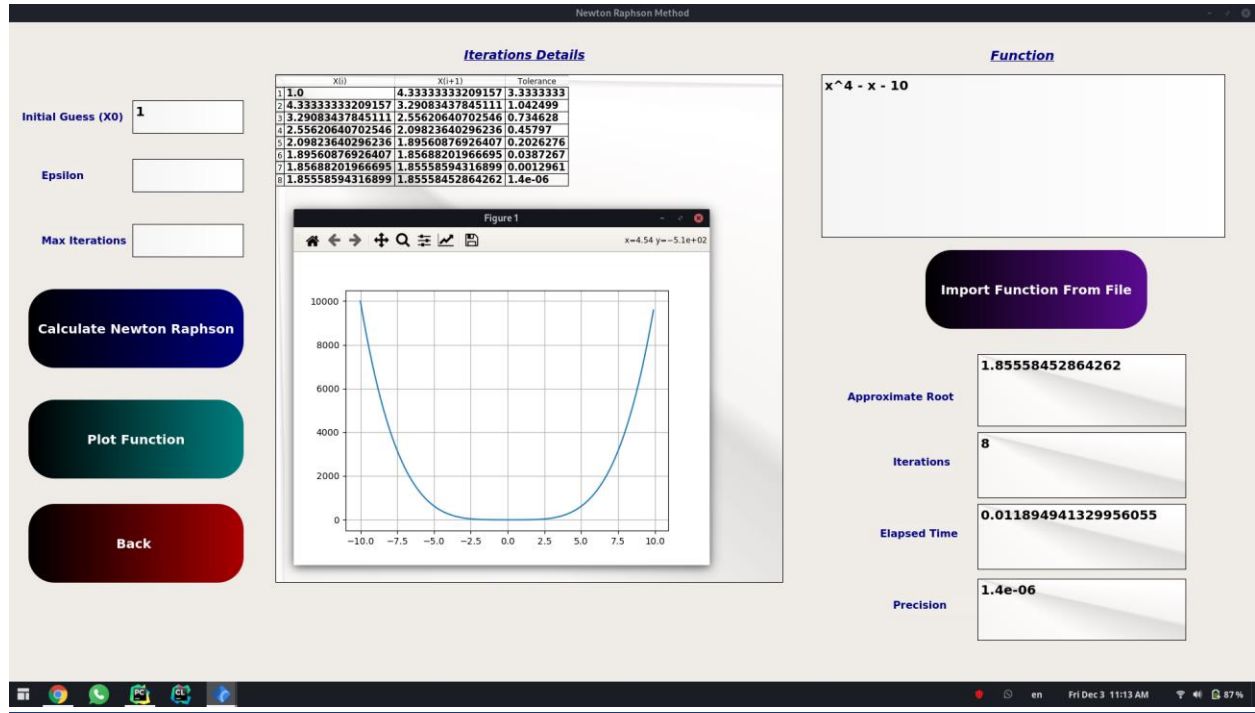 Newton Raphson Method
Iterations Details
Function
X(i) X(i+1) Tolerance
1 1.0 4.33333333209157 3.3333333
2 4.33333333209157 3.29083437845111 1.042499
3 3.29083437845111 2.55620640702546 0.734628
4 2.55620640702546 2.09823640296236 0.45797
5 2.09823640296236 1.89560876926407 0.2026276
6 1.89560876926407 1.85688201966695 0.0387267
7 1.85688201966695 1.85558594316899 0.0012961
8 1.85558594316899 1.85558452864262 1.4e-06
Initial Guess (X0) 1
Epsilon
Max Iterations
Calculate Newton Raphson
Plot Function
Back
Figure 1
x=4.54 y=−5.1e+02
10000
8000
6000
4000
2000
0
−10.0 −7.5 −5.0 −2.5 0.0 2.5 5.0 7.5 10.0
x^4 - x - 10
Import Function From File
Approximate Root 1.85558452864262
Iterations 8
Elapsed Time 0.011894941329956055
Precision 1.4e-06
PC CL
en Fri Dec 3 11:13 AM 87%